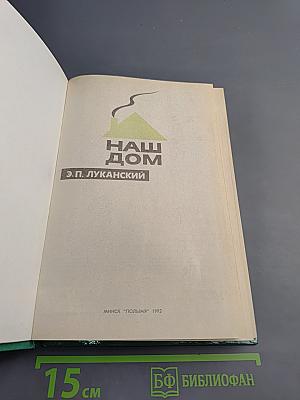 НАШ
ДОМ
Э.П. ЛУКАНСКИЙ
МИНСК "ПОЛЫМЯ" 1992
15 см
БФ БИБЛИОФАН